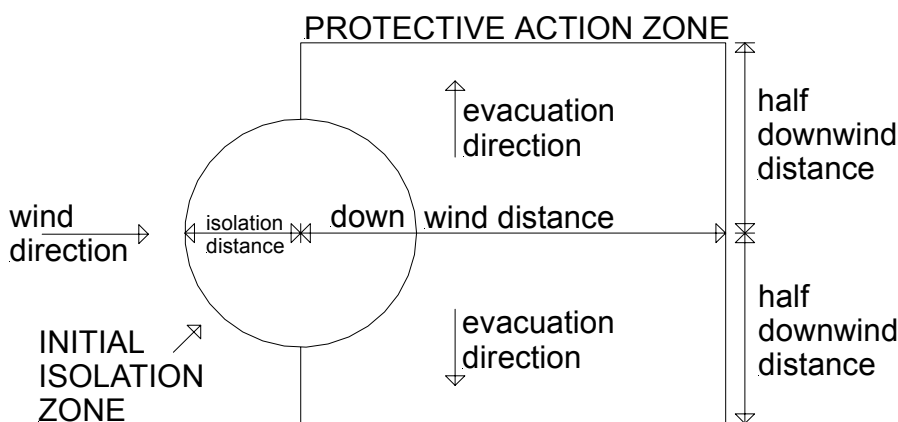 PROTECTIVE ACTION ZONE
evacuation
direction
half
downwind
distance
wind
direction
isolation
distance
down wind distance
evacuation
direction
half
downwind
distance
INITIAL
ISOLATION
ZONE